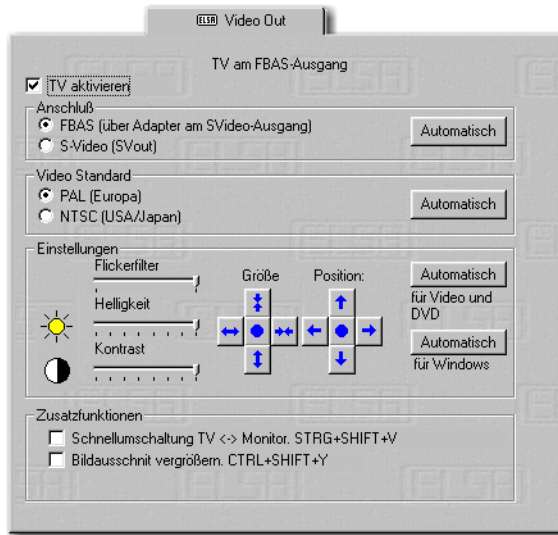 ELSA Video Out
TV am FBAS-Ausgang
TV aktivieren
Anschluß
FBAS (über Adapter am SVideo-Ausgang)
S-Video (SVout)
Automatisch
Video Standard
PAL (Europa)
NTSC (USA/Japan)
Automatisch
Einstellungen
Flickerfilter
Helligkeit
Kontrast
Größe
Position:
Automatisch
für Video und
DVD
Automatisch
für Windows
Zusatzfunktionen
Schnellumschaltung TV <-> Monitor. STRG+SHIFT+V
Bildausschnitt vergrößern. CTRL+SHIFT+Y